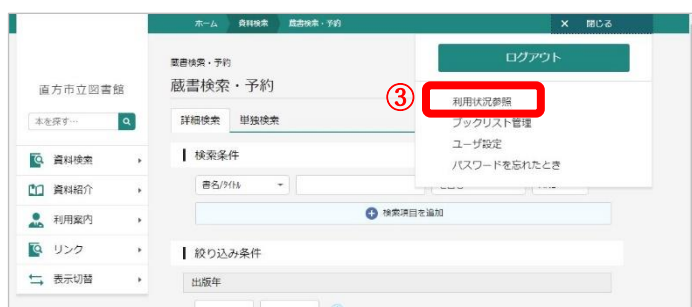 ホーム 資料検索 蔵書検索・予約 × 閉じる
蔵書検索・予約
ログアウト
直方市立図書館
蔵書検索・予約
③
利用状況参照
本を探す…
詳細検索 単独検索
ブックリスト管理
ユーザ設定
パスワードを忘れたとき
資料検索
検索条件
資料紹介
書名/タイトル
検索項目を追加
利用案内
リンク
絞り込み条件
表示切替
出版年